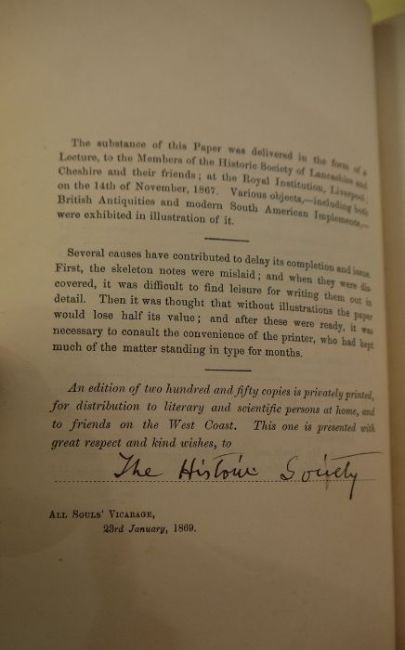 The substance of this Paper was delivered in the form of a
Lecture, to the Members of the Historic Society of Lancashire and
Cheshire and their friends; at the Royal Institution, Liverpool,
on the 14th of November, 1867. Various objects,—including both
British Antiquities and modern South American Implements,—
were exhibited in illustration of it.
Several causes have contributed to delay its completion and issue.
First, the skeleton notes were mislaid; and when they were dis
covered, it was difficult to find leisure for writing them out in
detail. Then it was thought that without illustrations the paper
would lose half its value; and after these were ready, it was
necessary to consult the convenience of the printer, who had kept
much of the matter standing in type for months.
An edition of two hundred and fifty copies is privately printed,
for distribution to literary and scientific persons at home, and
to friends on the West Coast. This one is presented with
great respect and kind wishes, to
The Historic Society
All Souls' Vicarage,
23rd January, 1869.